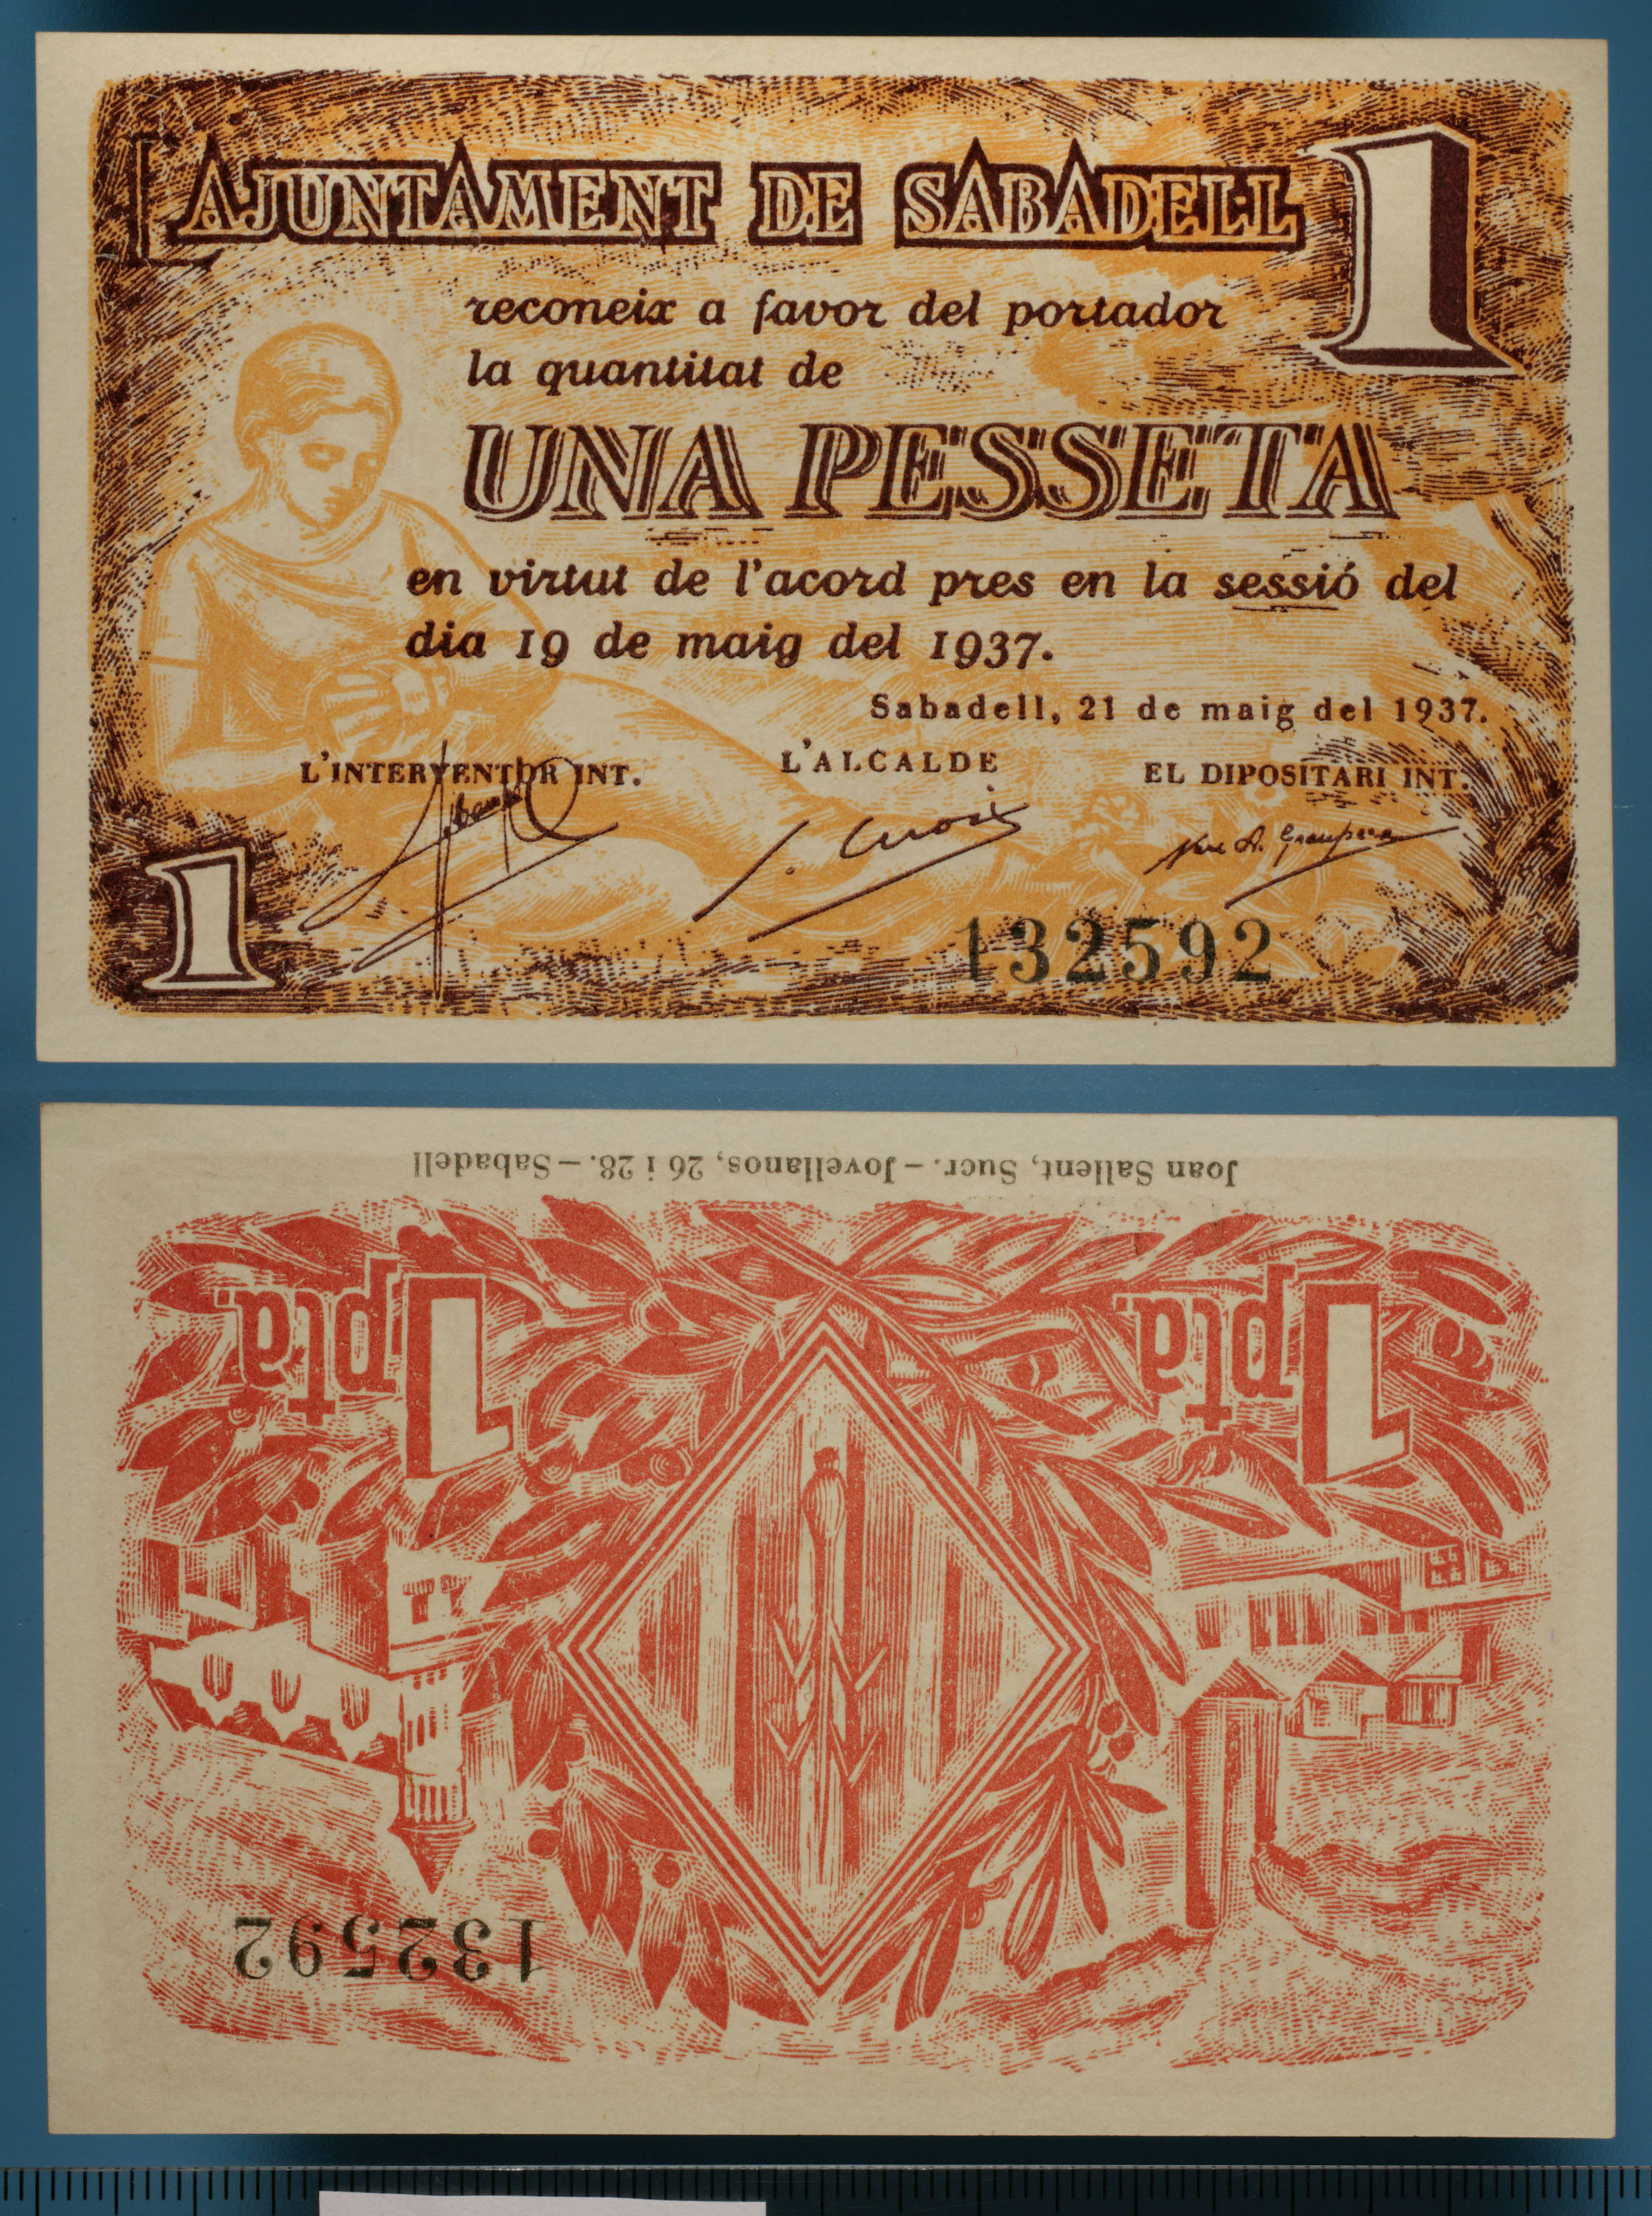 L'AJUNTAMENT DE SABADELL 1
reconeix a favor del portador
la quantitat de
UNA PESSETA
en virtut de l'acord pres en la sessió del
dia 19 de maig del 1937.
Sabadell, 21 de maig del 1937.
L'INTERVENTOR INT. L'ALCALDE EL DIPOSITARI INT.
1
132592
Joan Sallent, Sucr. - Jovellanos, 26 i 28. - Sabadell
1 pta. 1 pta.
132592